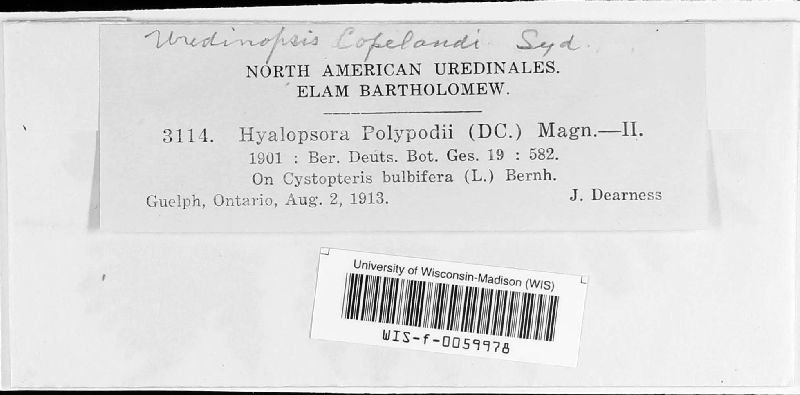 Uredinopsis Copelandi Syd.
NORTH AMERICAN UREDINALES.
ELAM BARTHOLOMEW.
3114. Hyalopsora Polypodii (DC.) Magn.—II.
1901 : Ber. Deuts. Bot. Ges. 19 : 582.
On Cystopteris bulbifera (L.) Bernh.
Guelph, Ontario, Aug. 2, 1913. J. Dearness
University of Wisconsin-Madison (WIS)
WIS-f-0059978